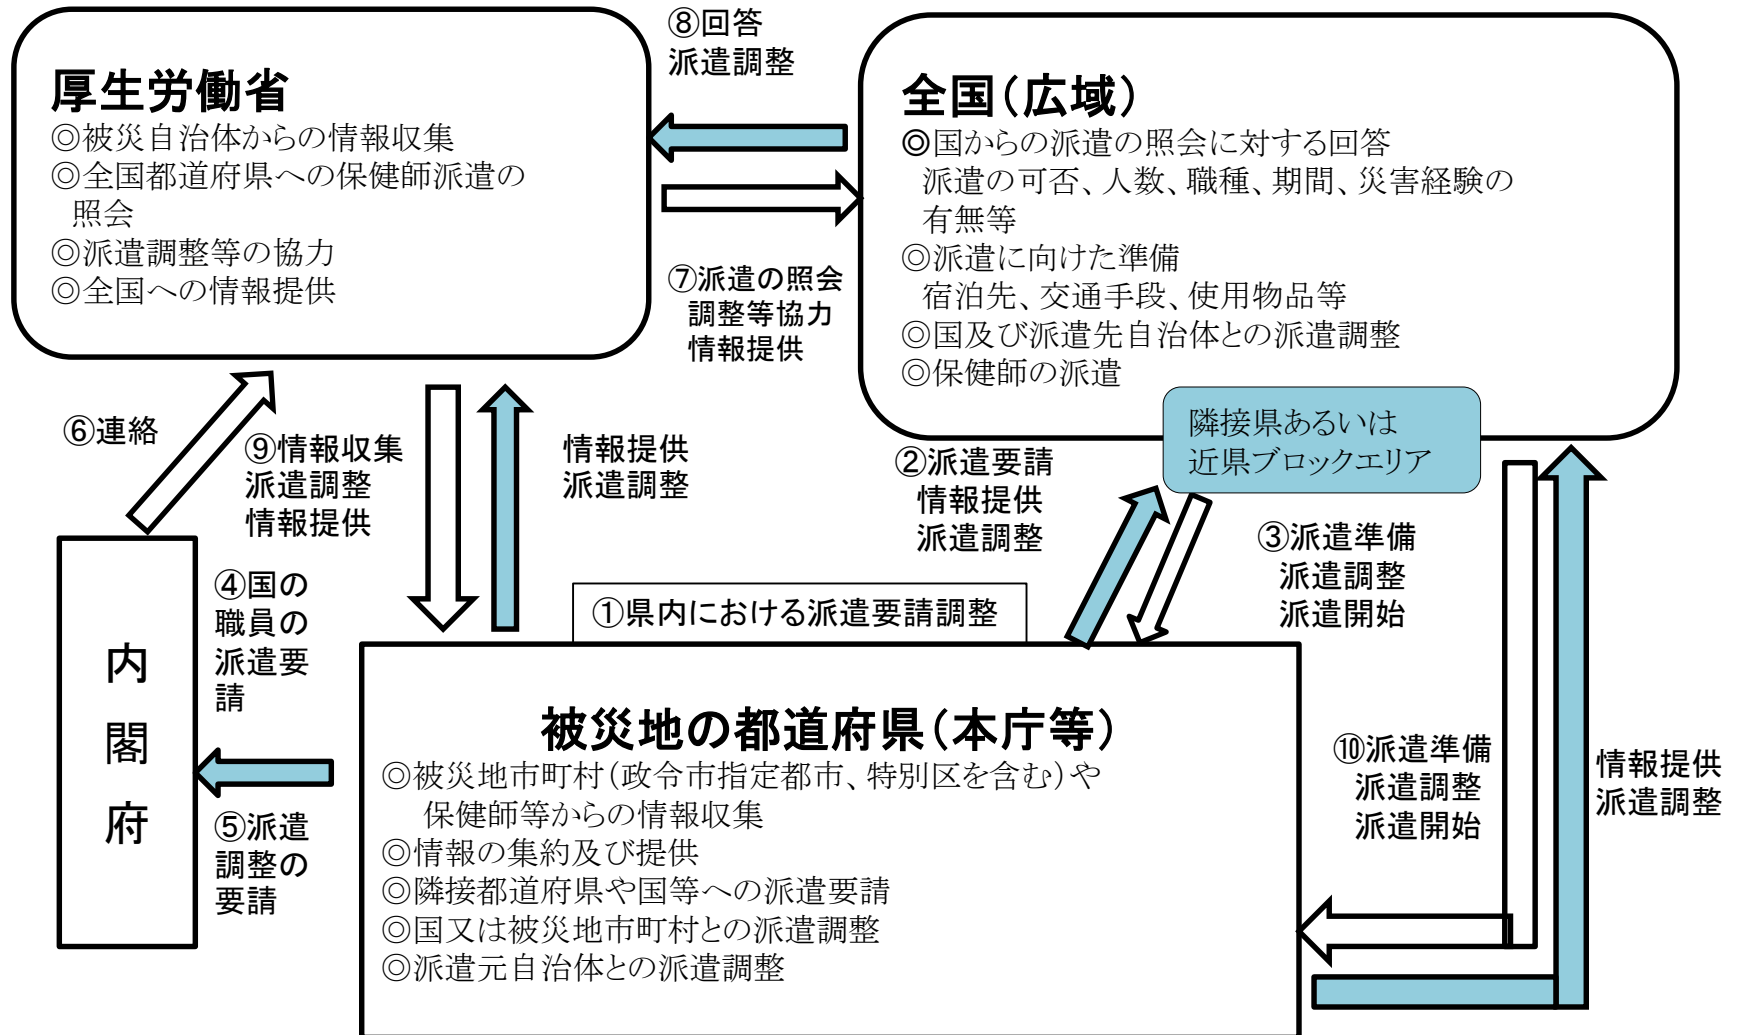 ⑧回答
派遣調整
厚生労働省
◎被災自治体からの情報収集
◎全国都道府県への保健師派遣の
照会
◎派遣調整等の協力
◎全国への情報提供
全国（広域）
◎国からの派遣の照会に対する回答
派遣の可否、人数、職種、期間、災害経験の
有無等
◎派遣に向けた準備
宿泊先、交通手段、使用物品等
◎国及び派遣先自治体との派遣調整
◎保健師の派遣
⑦派遣の照会
調整等協力
情報提供
隣接県あるいは
近県ブロックエリア
⑥連絡
⑨情報収集
派遣調整
情報提供
情報提供
派遣調整
②派遣要請
情報提供
派遣調整
③派遣準備
派遣調整
派遣開始
④国の
職員の
派遣要
請
①県内における派遣要請調整
内
閣
府
⑤派遣
調整の
要請
被災地の都道府県（本庁等）
◎被災地市町村（政令市指定都市、特別区を含む）や
保健師等からの情報収集
◎情報の集約及び提供
◎隣接都道府県や国等への派遣要請
◎国又は被災地市町村との派遣調整
◎派遣元自治体との派遣調整
⑩派遣準備
派遣調整
派遣開始
情報提供
派遣調整